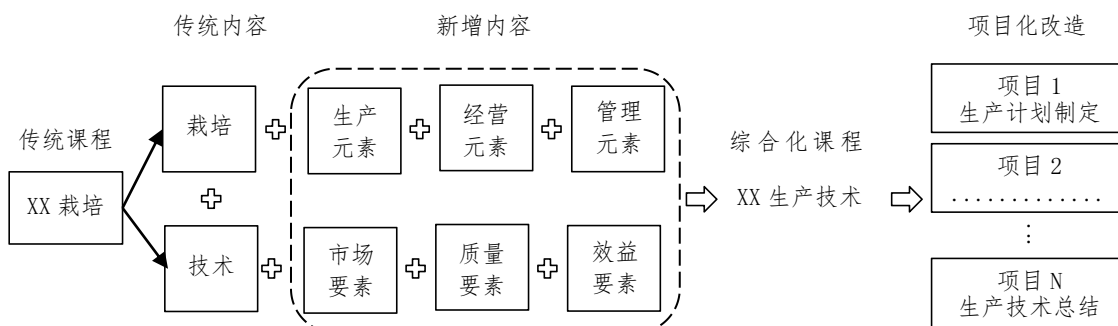 传统内容
新增内容
项目化改造
传统课程
XX 栽培
栽培
技术
生产
元素
经营
元素
管理
元素
市场
要素
质量
要素
效益
要素
综合化课程
XX 生产技术
项目 1
生产计划制定
项目 2
.............
⋮
项目 N
生产技术总结